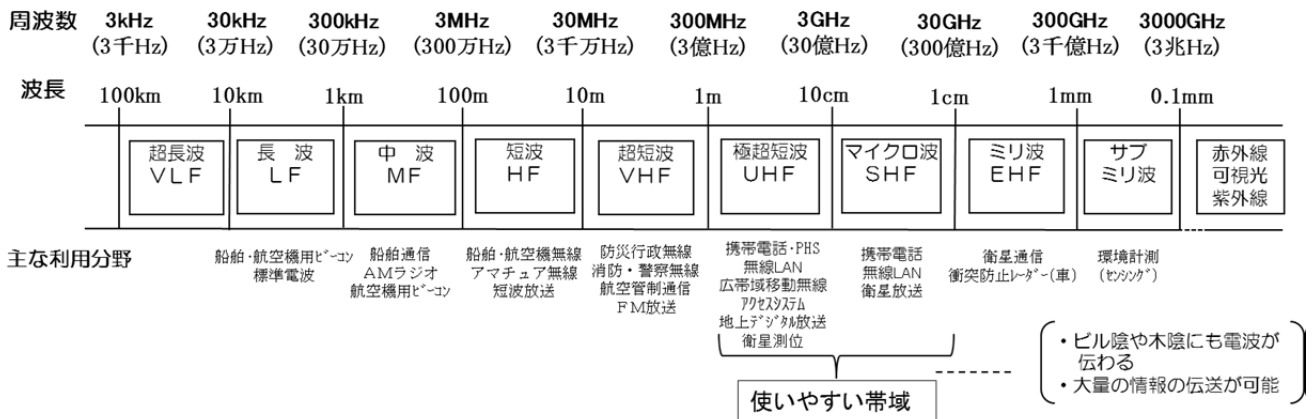 周波数 3kHz 30kHz 300kHz 3MHz 30MHz 300MHz 3GHz 30GHz 300GHz 3000GHz
(3千Hz) (3万Hz) (30万Hz) (300万Hz) (3千万Hz) (3億Hz) (30億Hz) (300億Hz) (3千億Hz) (3兆Hz)
波長 100km 10km 1km 100m 10m 1m 10cm 1cm 1mm 0.1mm
超長波
VLF
長 波
LF
中 波
MF
短波
HF
超短波
VHF
極超短波
UHF
マイクロ波
SHF
ミリ波
EHF
サブ
ミリ波
赤外線
可視光
紫外線
主な利用分野
船舶・航空機用ビーコン
標準電波
船舶通信
AMラジオ
航空機用ビーコン
船舶・航空機無線
アマチュア無線
短波放送
防災行政無線
消防・警察無線
航空管制通信
FM放送
携帯電話・PHS
無線LAN
広帯域移動無線
アクセスシステム
地上デジタル放送
衛星測位
携帯電話
無線LAN
衛星放送
衛星通信
衝突防止レーダー(車)
環境計測
(センシング)
使いやすい帯域
・ビル陰や木陰にも電波が
伝わる
・大量の情報の伝送が可能